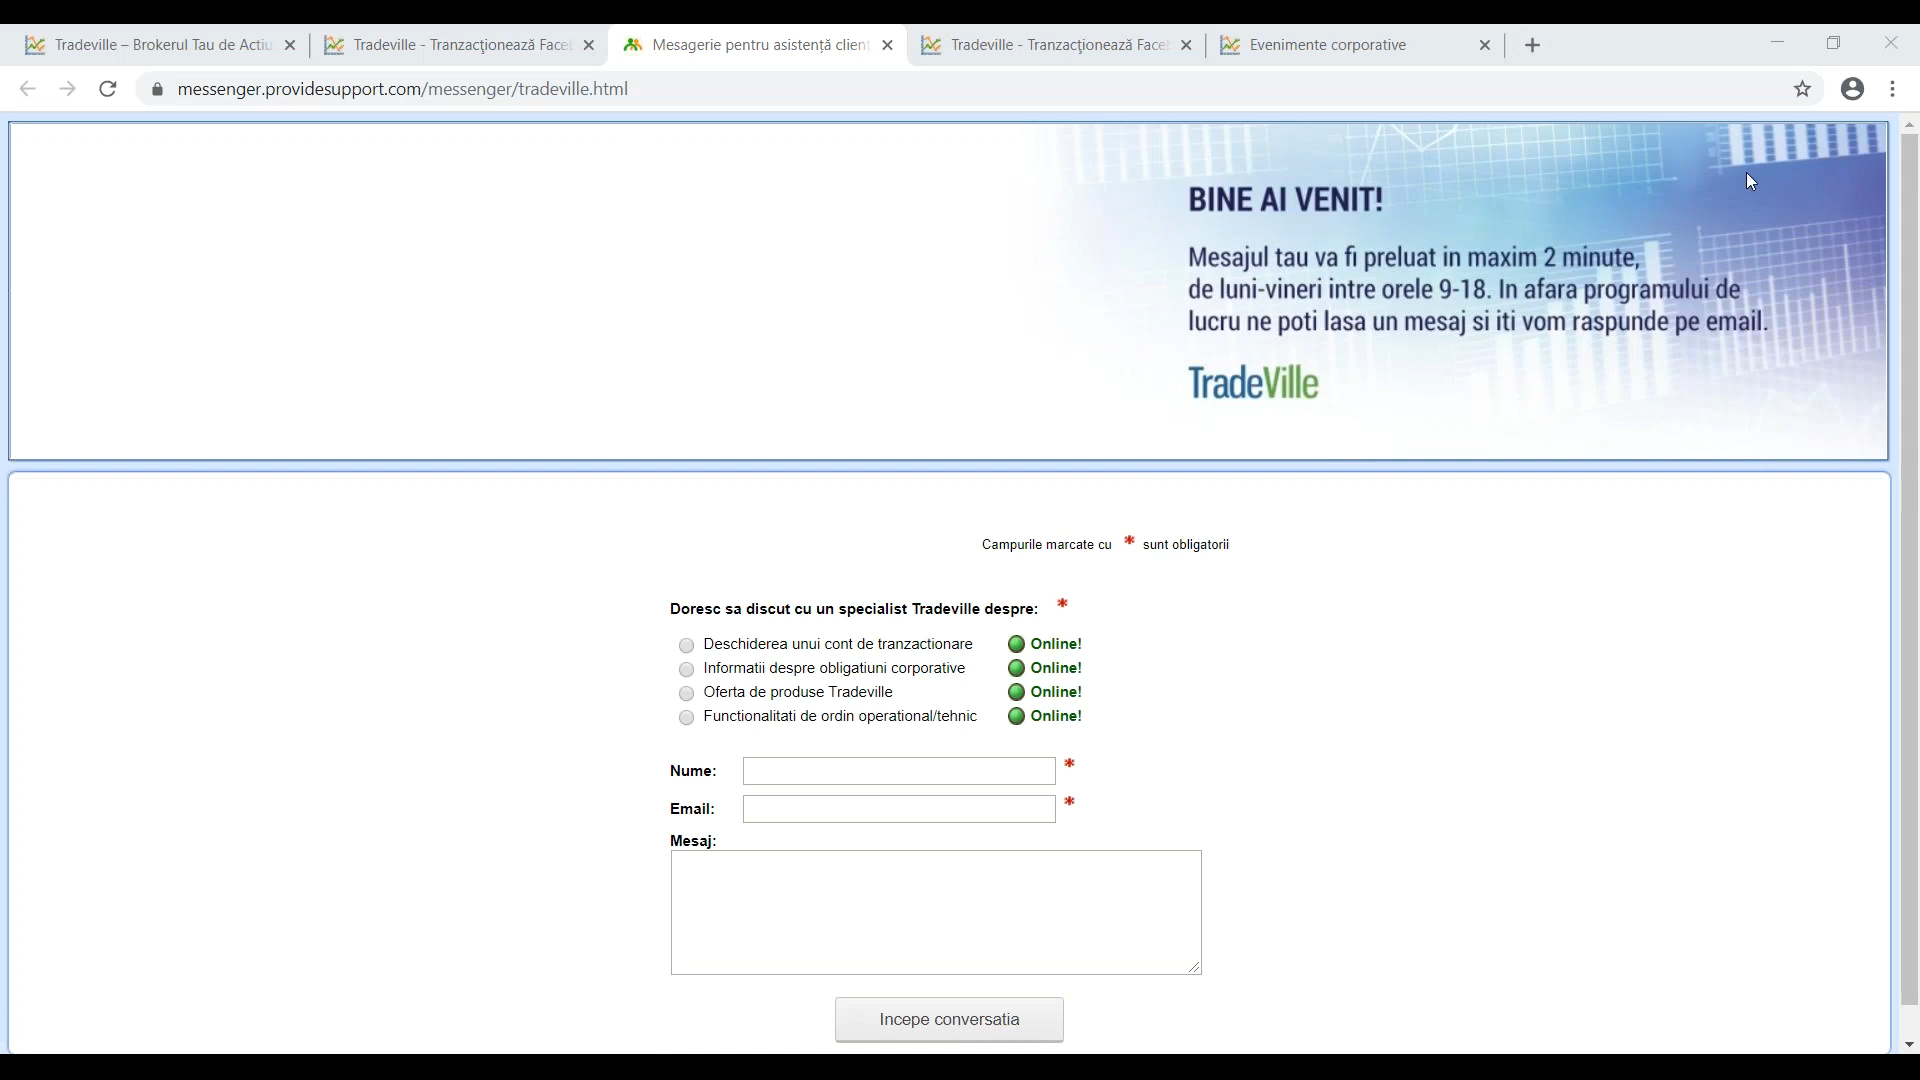 Tradeville – Brokerul Tau de Actiu
Tradeville - Tranzacționează Face
Mesagerie pentru asistență client
Tradeville - Tranzacționează Face
Evenimente corporative
messenger.providesupport.com/messenger/tradeville.html
BINE AI VENIT!
Mesajul tau va fi preluat in maxim 2 minute,
de luni-vineri intre orele 9-18. In afara programului de
lucru ne poti lasa un mesaj si iti vom raspunde pe email.
TradeVille
Campurile marcate cu * sunt obligatorii
Doresc sa discut cu un specialist Tradeville despre: *
Deschiderea unui cont de tranzactionare Online!
Informatii despre obligatiuni corporative Online!
Oferta de produse Tradeville Online!
Functionalitati de ordin operational/tehnic Online!
Nume: *
Email: *
Mesaj:
Incepe conversatia